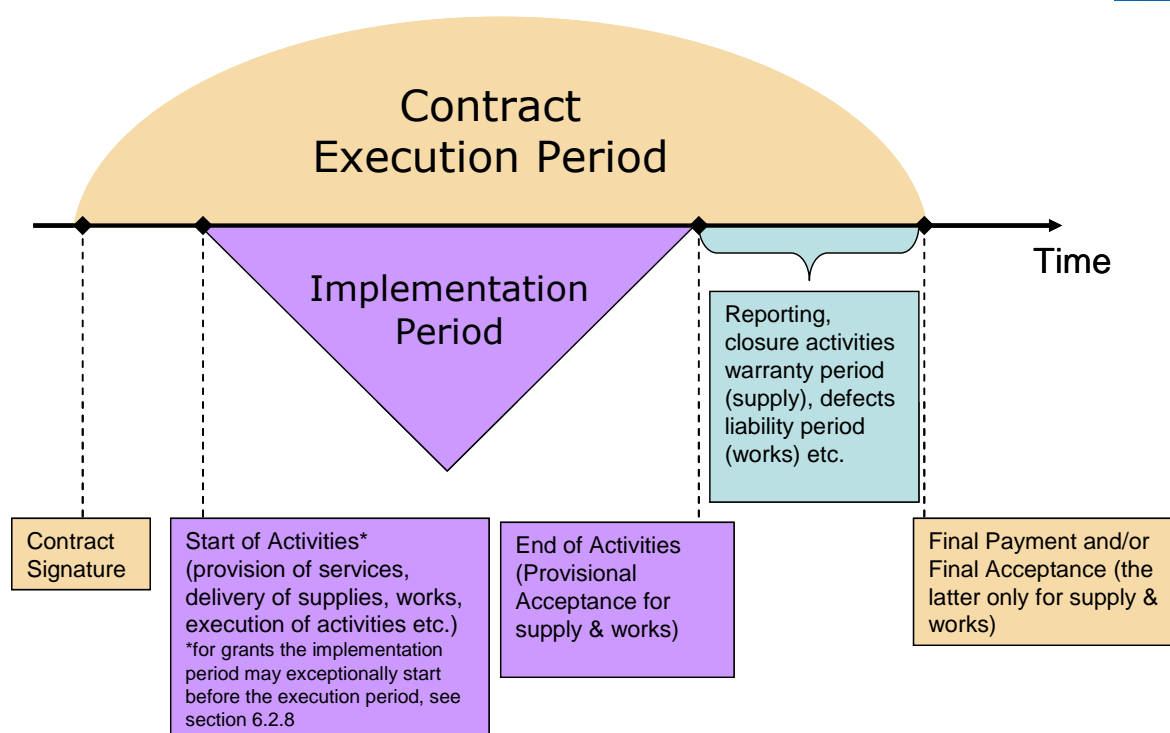 Contract
Execution Period
Time
Implementation
Period
Reporting,
closure activities
warranty period
(supply), defects
liability period
(works) etc.
Contract
Signature
Start of Activities*
(provision of services,
delivery of supplies, works,
execution of activities etc.)
*for grants the implementation
period may exceptionally start
before the execution period, see
section 6.2.8
End of Activities
(Provisional
Acceptance for
supply & works)
Final Payment and/or
Final Acceptance (the
latter only for supply &
works)